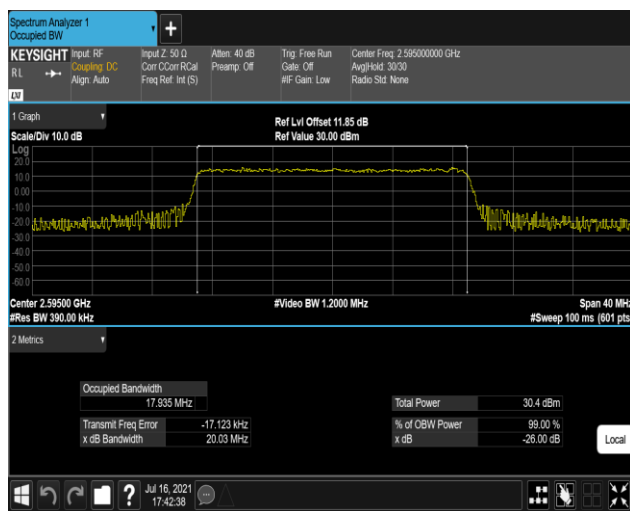 Spectrum Analyzer 1
Occupied BW
+
KEYSIGHT Input: RF Input Z: 50 Ω Atten: 40 dB Trig: Free Run Center Freq: 2.595000000 GHz
RL Coupling: DC Corr CCorr RCal Preamp: Off Gate: Off Avg|Hold: 30/30
Align: Auto Freq Ref: Int (S) #IF Gain: Low Radio Std: None
LXI
1 Graph
Ref Lvl Offset 11.85 dB
Scale/Div 10.0 dB Ref Value 30.00 dBm
Log
20.0
10.0
0.00
-10.0
-20.0
-30.0
-40.0
-50.0
-60.0
Center 2.59500 GHz #Video BW 1.2000 MHz Span 40 MHz
#Res BW 390.00 kHz #Sweep 100 ms (601 pts
2 Metrics
Occupied Bandwidth
17.935 MHz Total Power 30.4 dBm
Transmit Freq Error -17.123 kHz % of OBW Power 99.00 %
x dB Bandwidth 20.03 MHz x dB -26.00 dB
Local
? Jul 16, 2021
17:42:38